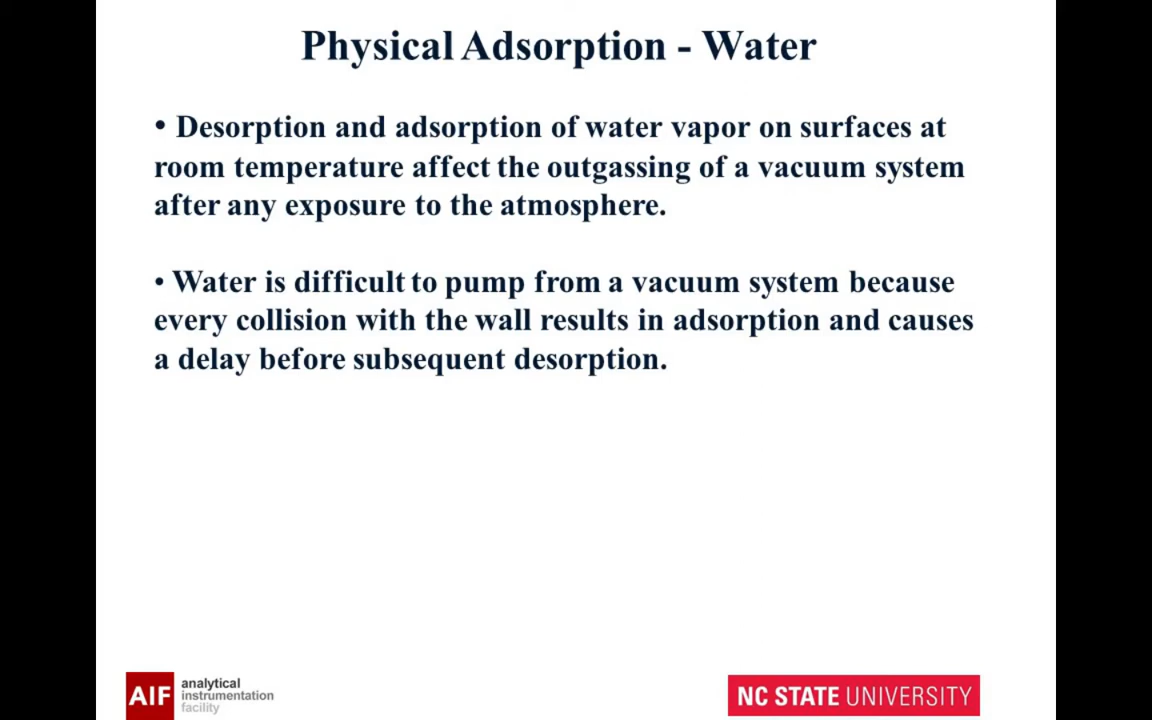 Physical Adsorption - Water
• Desorption and adsorption of water vapor on surfaces at
room temperature affect the outgassing of a vacuum system
after any exposure to the atmosphere.
• Water is difficult to pump from a vacuum system because
every collision with the wall results in adsorption and causes
a delay before subsequent desorption.
AIF
analytical
instrumentation
facility
NC STATE UNIVERSITY